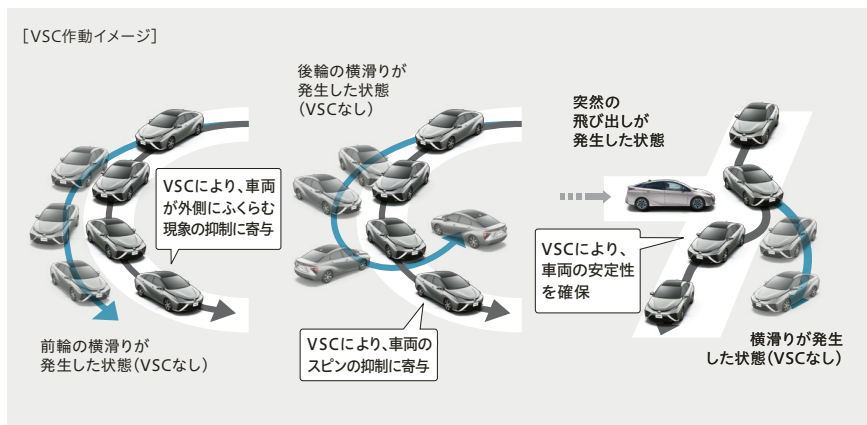 [VSC作動イメージ]
後輪の横滑りが
発生した状態
(VSCなし)
突然の
飛び出しが
発生した状態
VSCにより、車両
が外側にふくらむ
現象の抑制に寄与
VSCにより、
車両の安定性
を確保
前輪の横滑りが
発生した状態(VSCなし)
VSCにより、車両の
スピンの抑制に寄与
横滑りが発生
した状態(VSCなし)